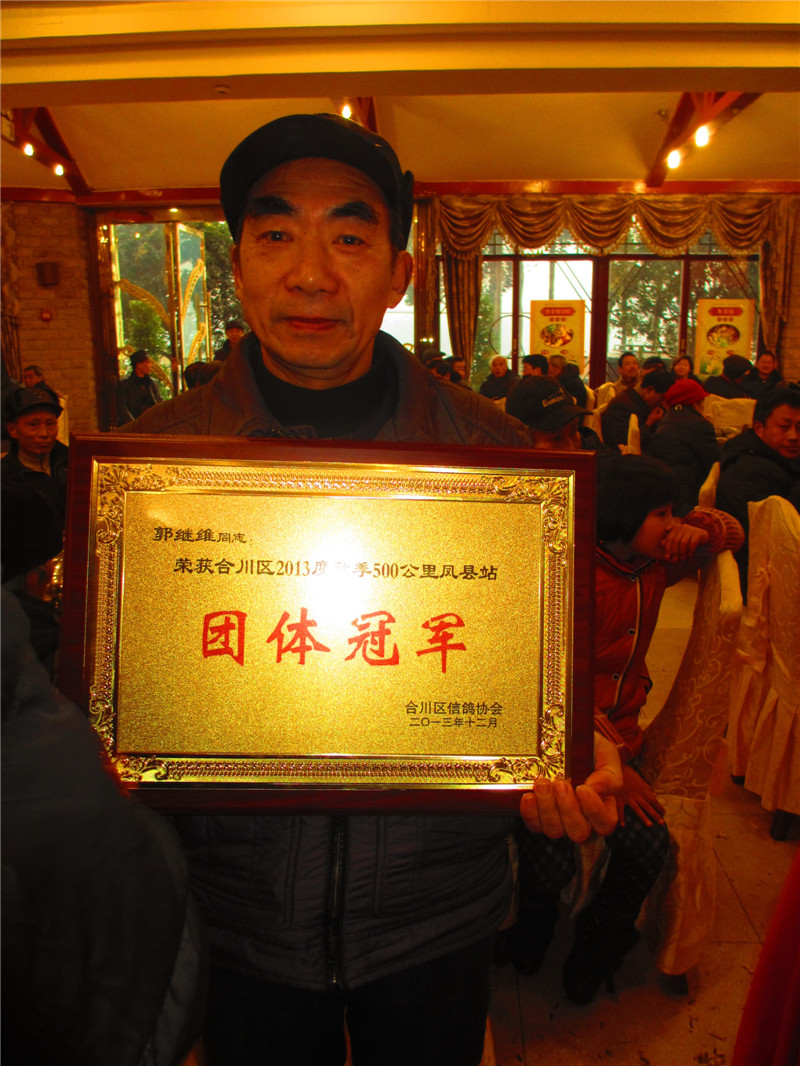 郭继维同志：
荣获合川区2013度秋季500公里凤县站
团体冠军
合川区信鸽协会
二〇一三年十二月